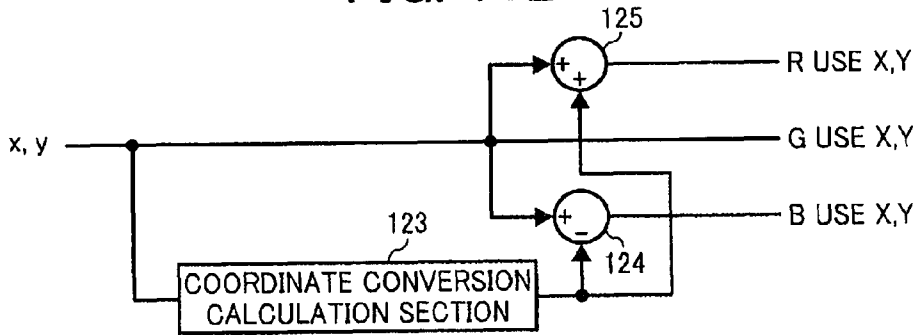 125
+
+
R USE X,Y
x, y
G USE X,Y
+
−
B USE X,Y
124
123
COORDINATE CONVERSION
CALCULATION SECTION